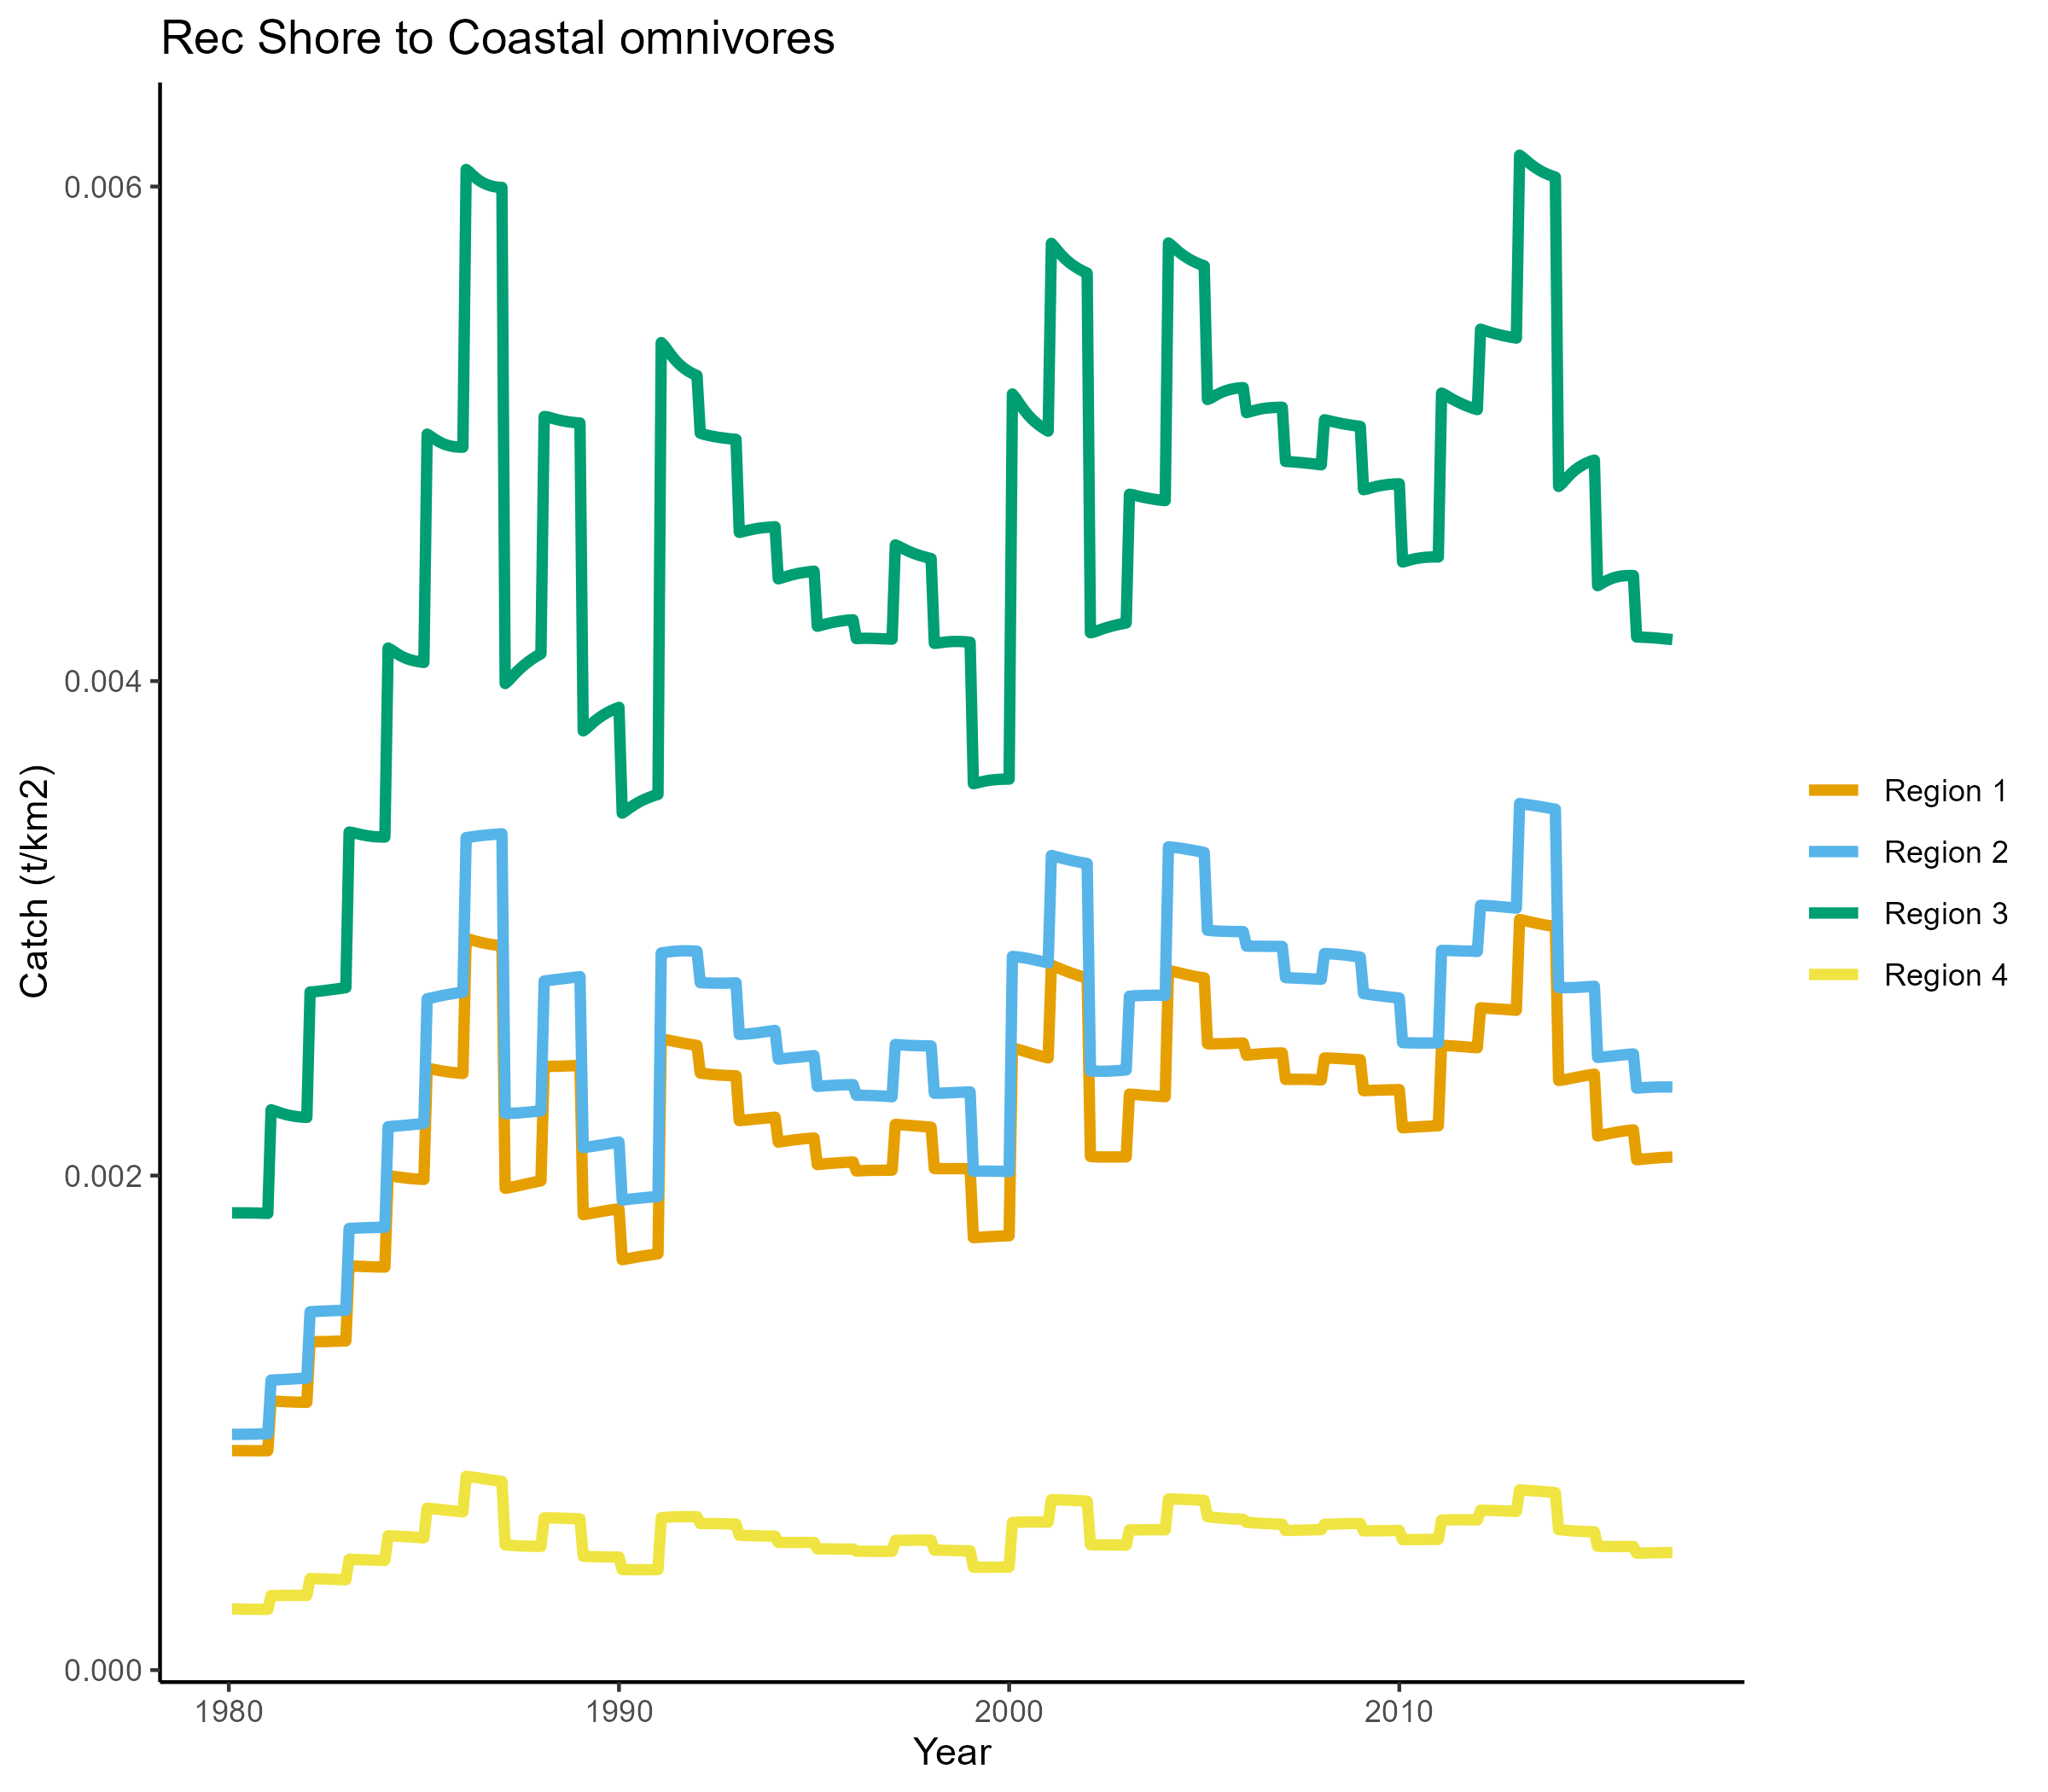 Rec Shore to Coastal omnivores
Catch (t/km2)
0.006
0.004
0.002
0.000
1980
1990
2000
2010
Year
Region 1
Region 2
Region 3
Region 4